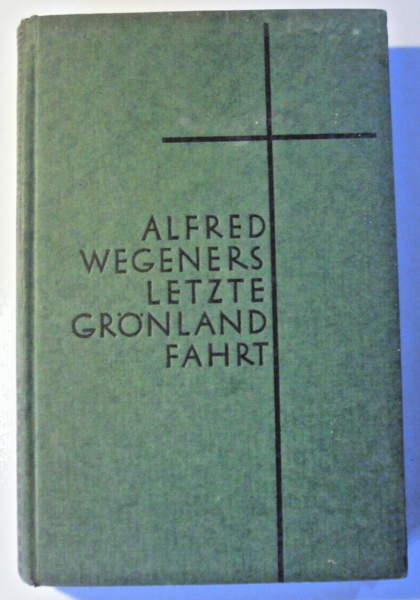 ALFRED
WEGENERS
LETZTE
GRÖNLAND
FAHRT